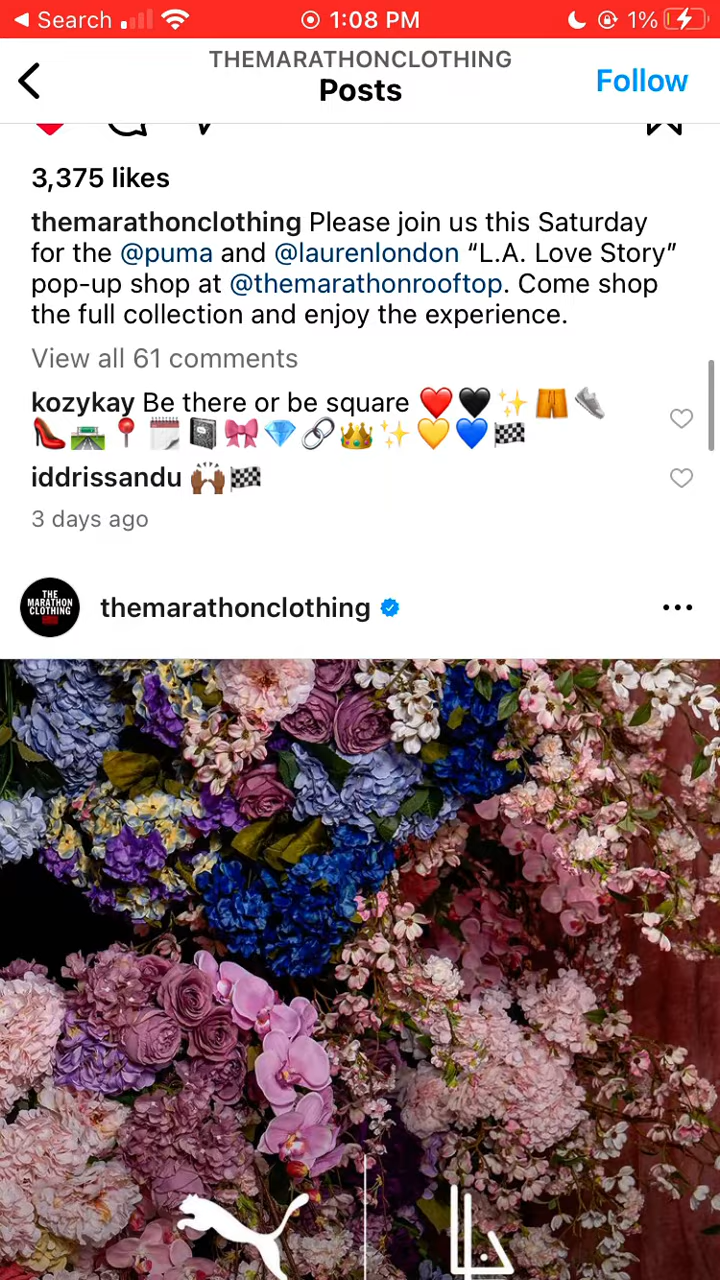 Search
1:08 PM
1%
THEMARATHONCLOTHING
Posts
Follow
3,375 likes
themarathonclothing Please join us this Saturday
for the @puma and @laurenlondon “L.A. Love Story”
pop-up shop at @themarathonrooftop. Come shop
the full collection and enjoy the experience.
View all 61 comments
kozykay Be there or be square ❤️🖤✨🩳👟
👠🛣️📍🗓️📓🎀💎🔗👑✨💛💙🏁
iddrissandu 🙌🏾🏁
3 days ago
THE
MARATHON
CLOTHING
themarathonclothing
LL